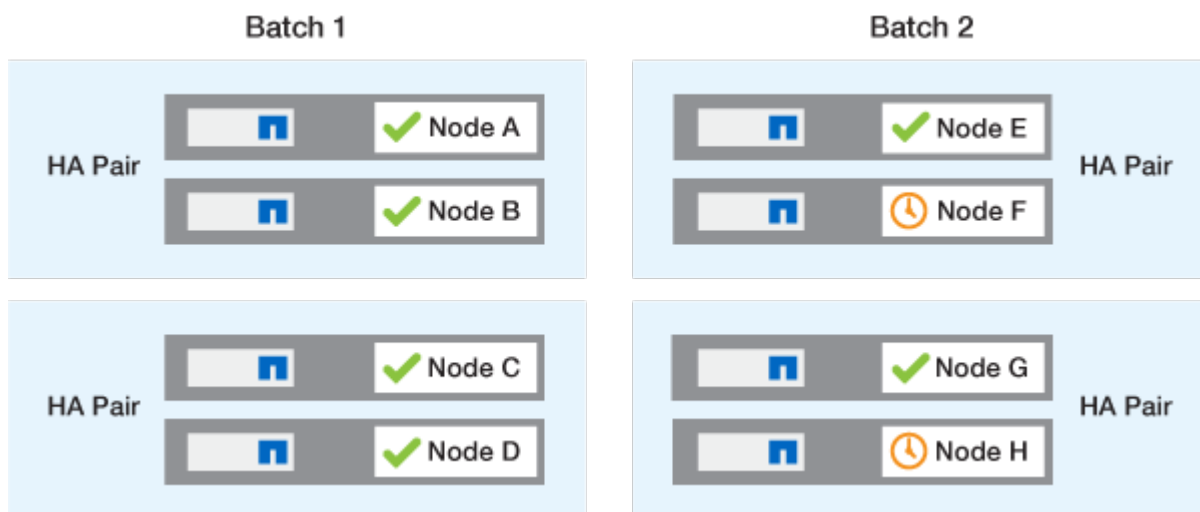 Batch 1
HA Pair
Node A
Node B
HA Pair
Node C
Node D
Batch 2
Node E
Node F
HA Pair
Node G
Node H
HA Pair